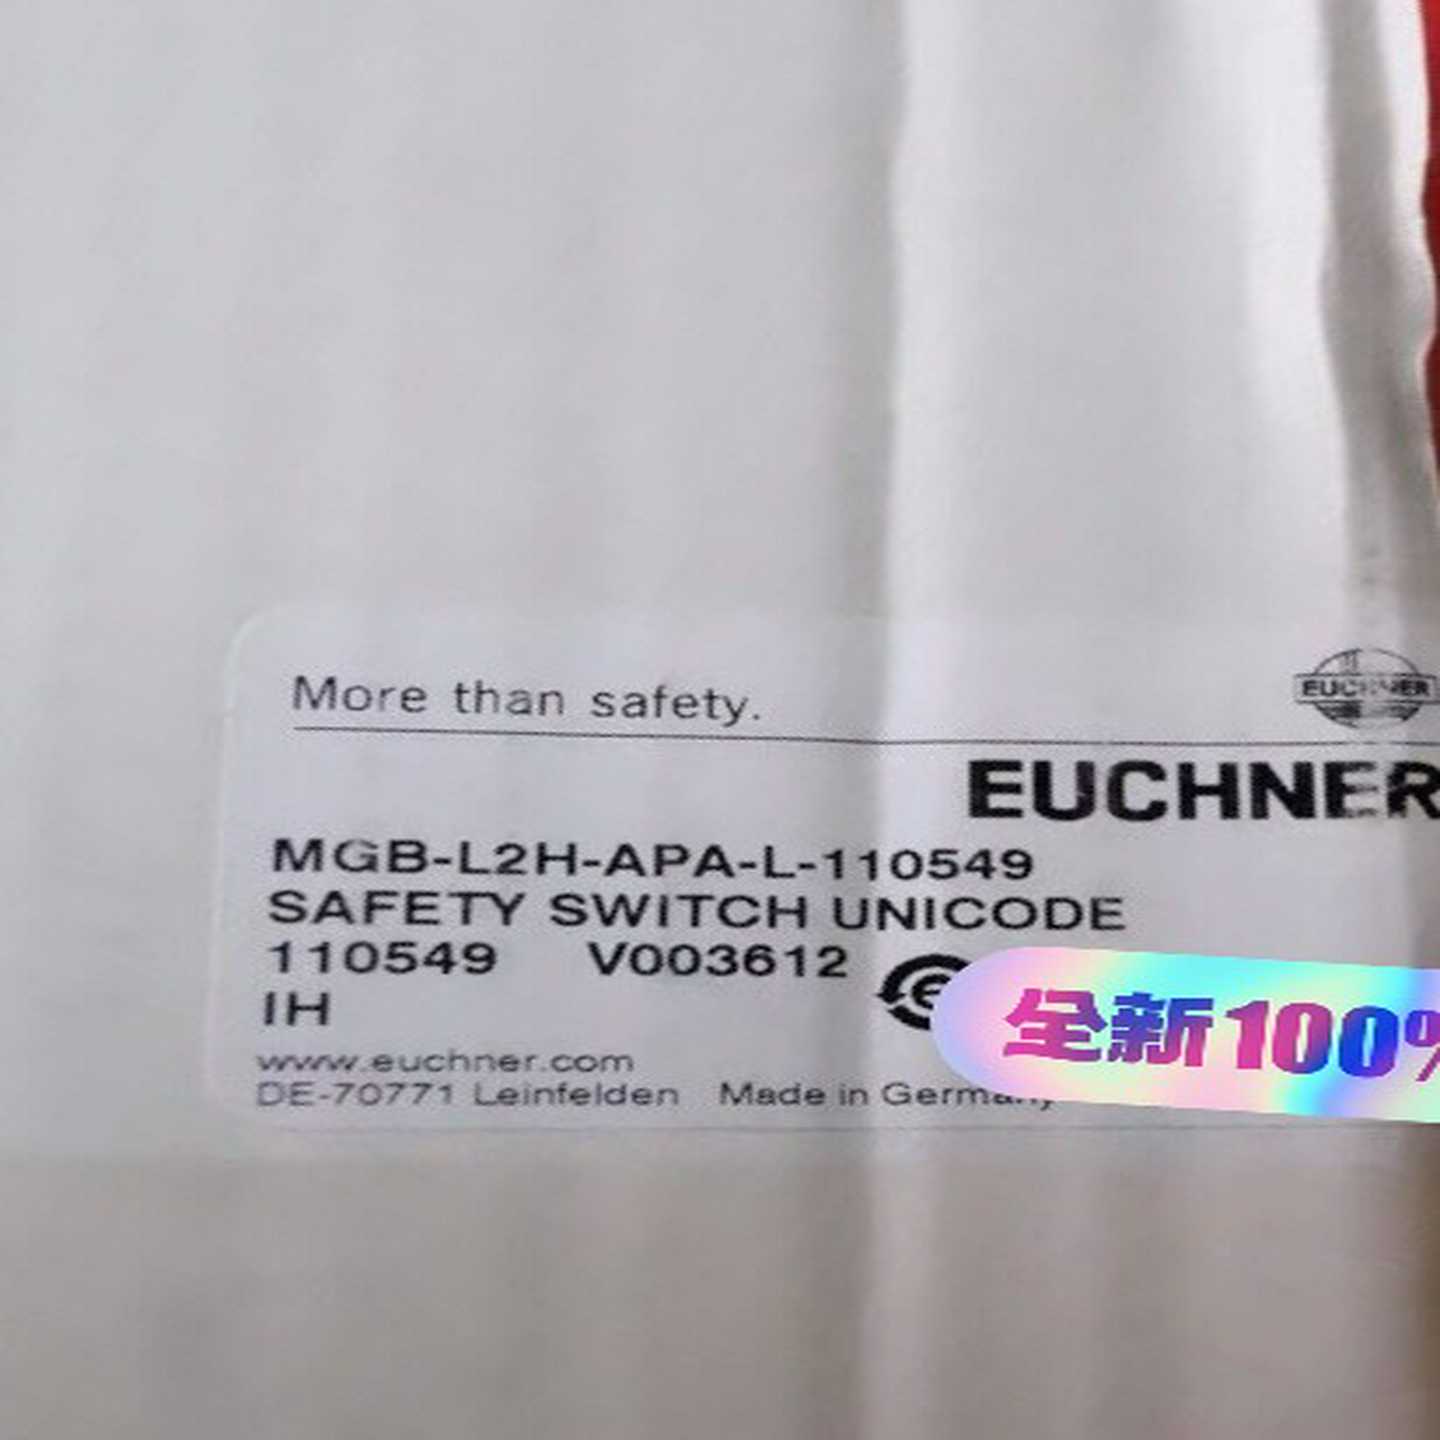 More than safety.
EUCHNER
EUCHNER
MGB-L2H-APA-L-110549
SAFETY SWITCH UNICODE
110549 V003612
IH
www.euchner.com
DE-70771 Leinfelden Made in Germany
全新100%